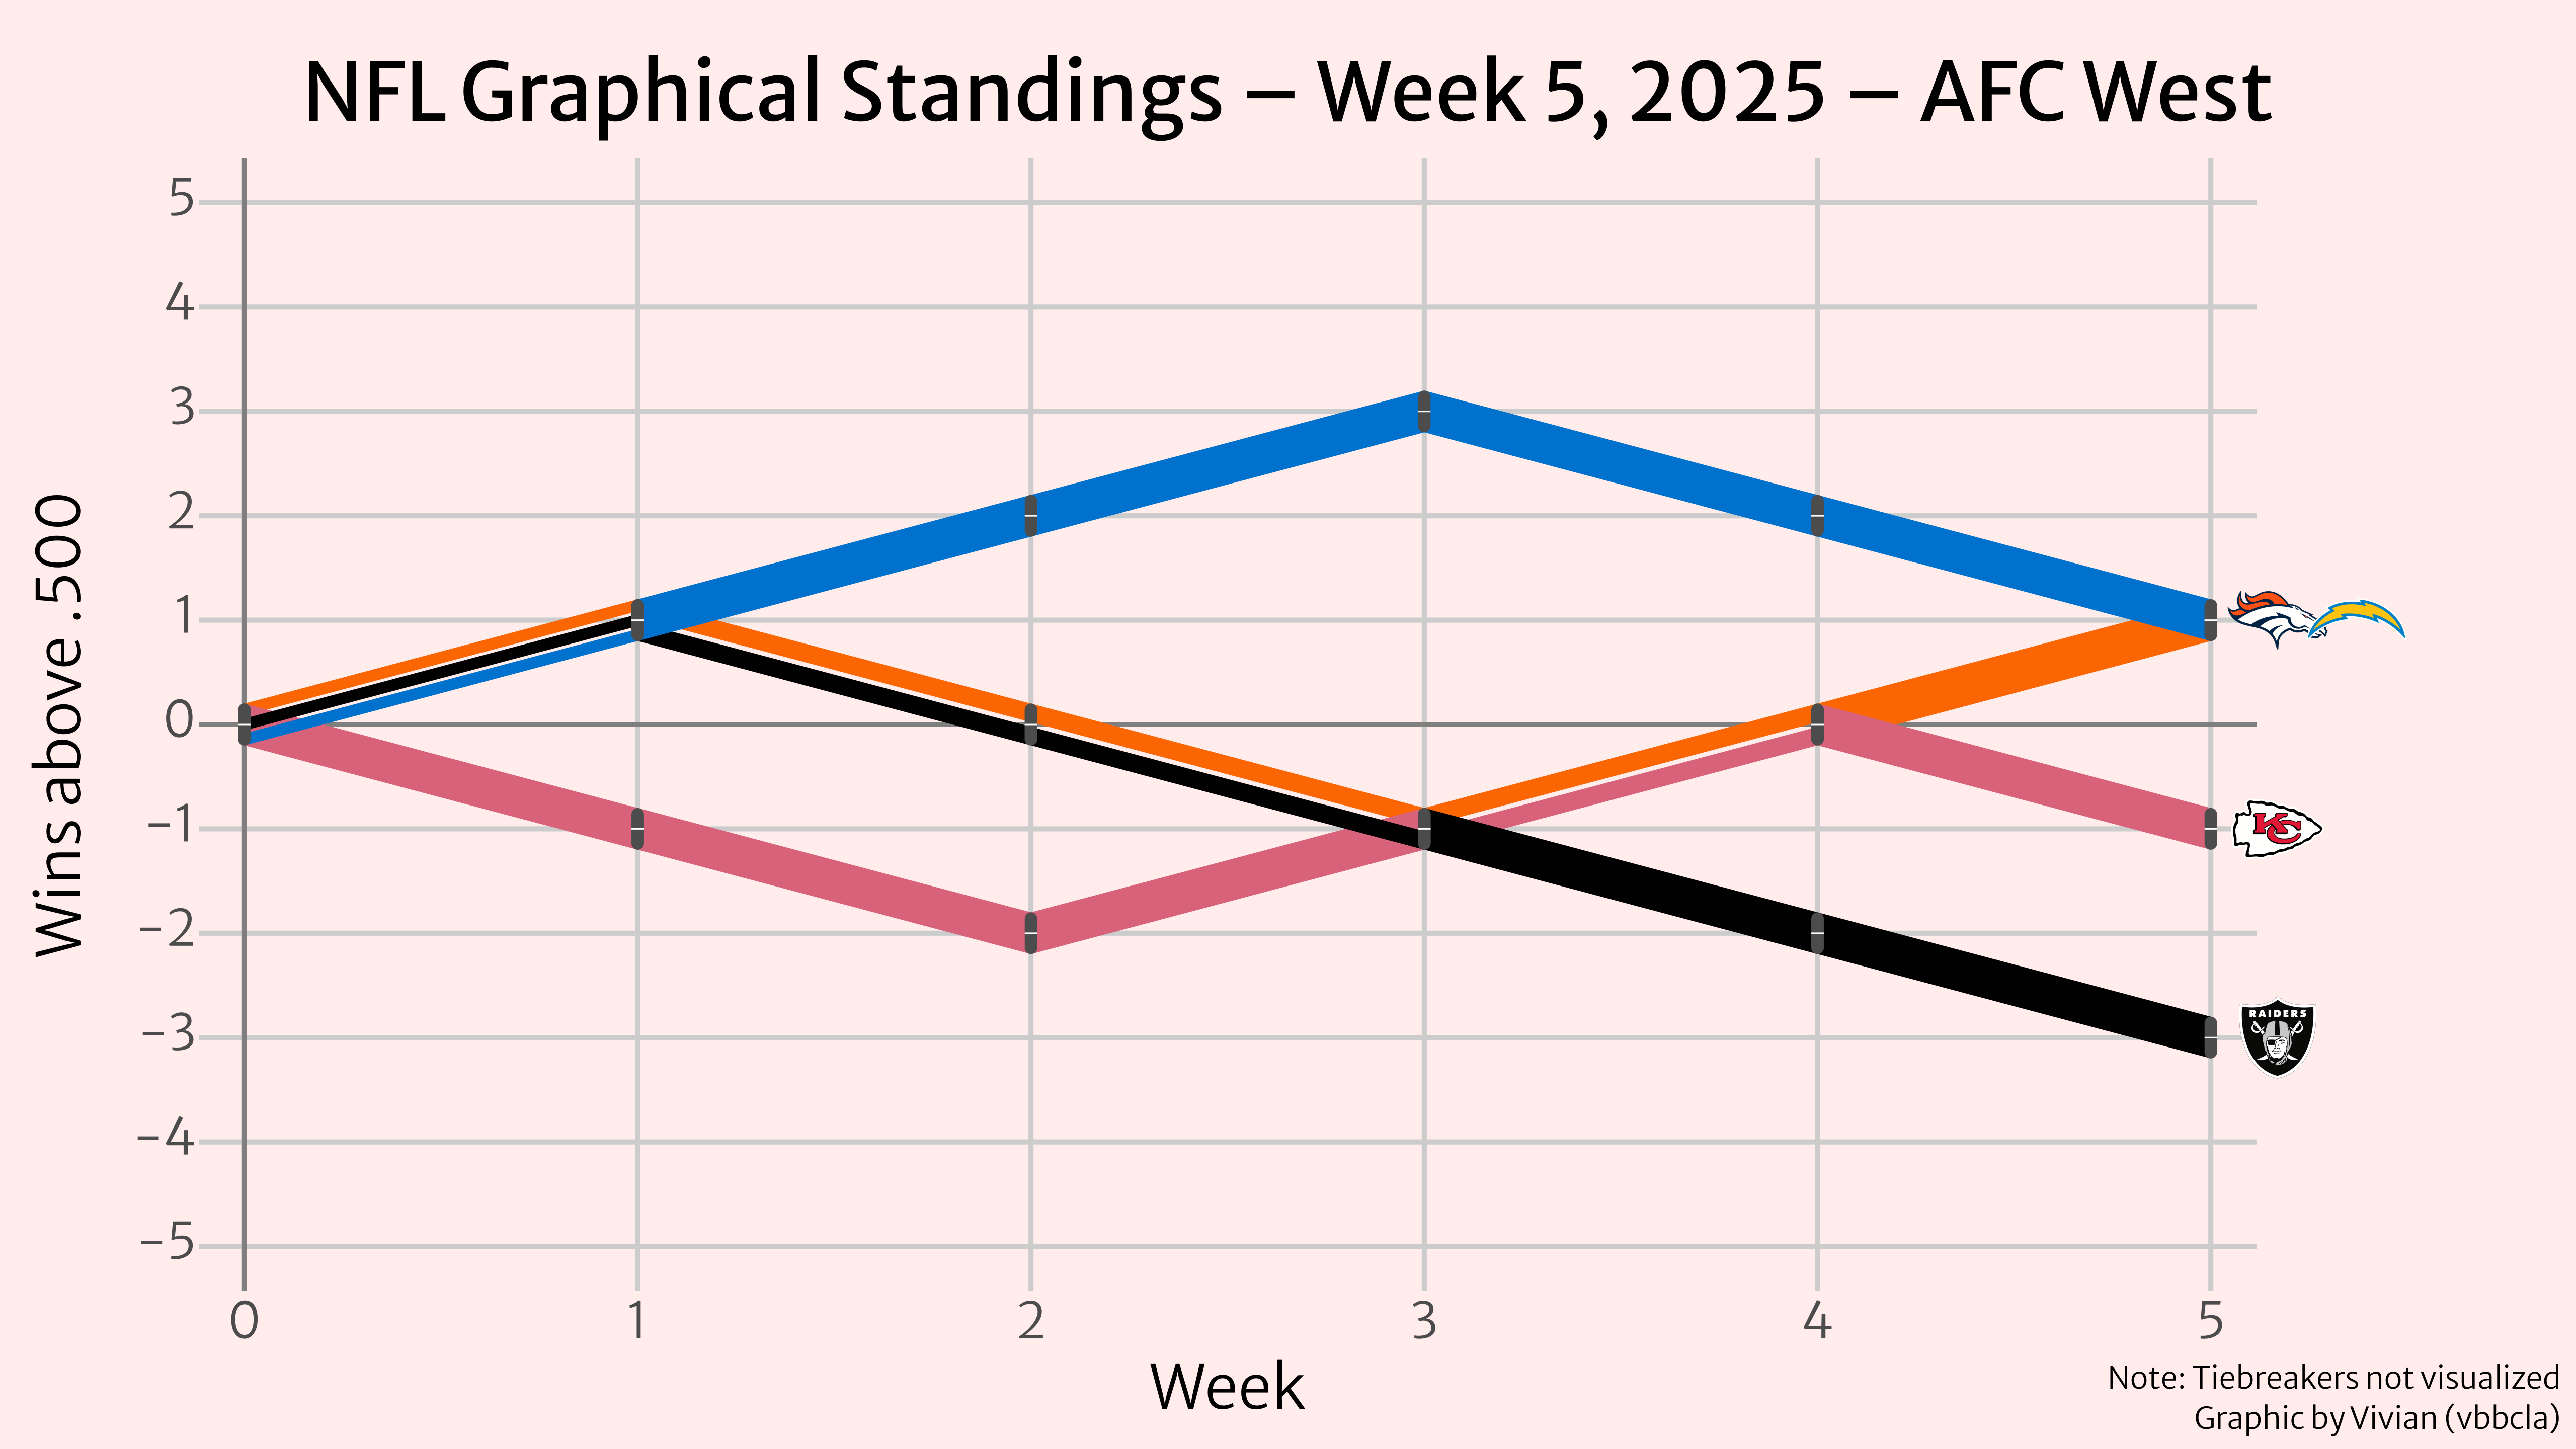 NFL Graphical Standings – Week 5, 2025 – AFC West
Wins above .500
5
4
3
2
1
0
−1
−2
−3
−4
−5
KC
RAIDERS
0 1 2 3 4 5
Week
Note: Tiebreakers not visualized
Graphic by Vivian (vbbcla)